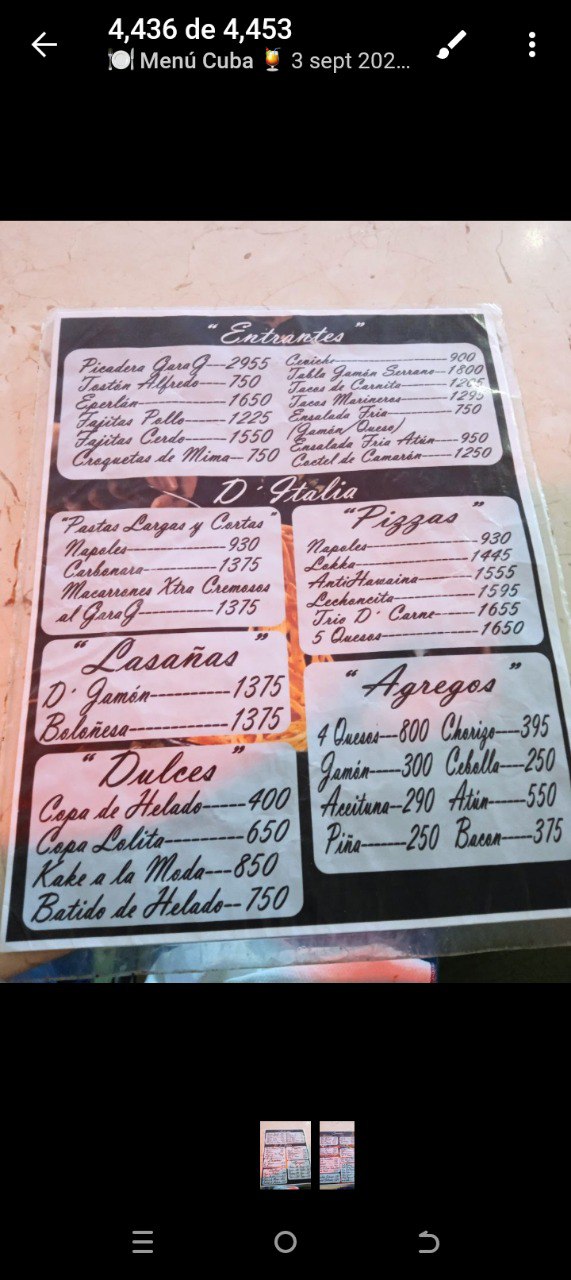 4,436 de 4,453
🍽 Menú Cuba 🍹 3 sept 202...
"Entrantes"
Picadera GaraG---2955
Tostón Alfredo----750
Eperlán-----------1650
Fajitas Pollo-----1225
Fajitas Cerdo-----1550
Croquetas de Mima--750
Ceviche-----------------900
Tabla Jamón Serrano--1800
Tacos de Carnita------1265
Tacos Marineros------1295
Ensalada Fria---------750
(Jamón/Queso)
Ensalada Fria Atún----950
Coctel de Camarón----1250
D'Italia
"Pastas Largas y Cortas"
Napoles-------------930
Carbonara----------1375
Macarrones Xtra Cremosos
al GaraG---------1375
"Pizzas"
Napoles--------------930
Lokka---------------1445
AntiHawaina-------1555
Lechoncita----------1595
Trio D' Carne------1655
5 Quesos-----------1650
"Lasañas"
D' Jamón----------1375
Boloñesa----------1375
"Agregos"
4 Quesos--800 Chorizo---395
Jamón-----300 Cebolla---250
Aceituna--290 Atún-----550
Piña------250 Bacon----375
"Dulces"
Copa de Helado-----400
Copa Lolita---------650
Kake a la Moda---850
Batido de Helado--750